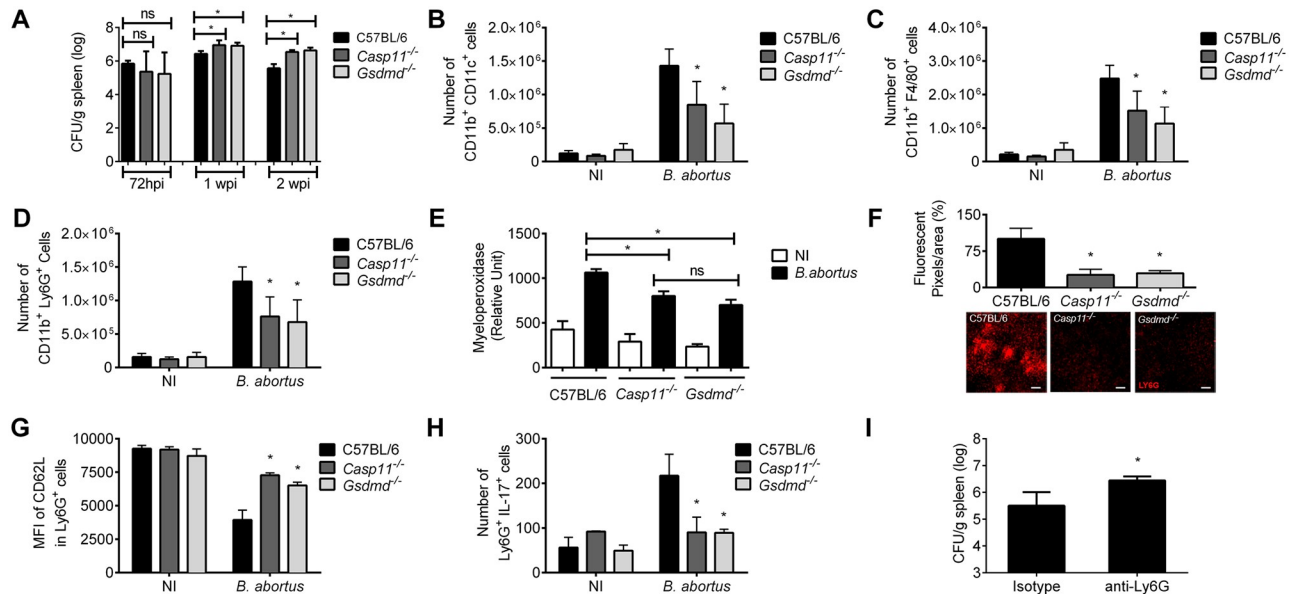 A
CFU/g spleen (log)
8
6
4
2
0
ns
ns
*
*
*
*
72hpi
1 wpi
2 wpi
C57BL/6
Casp11-/-
Gsdmd-/-
B
Number of
CD11b+ CD11c+ cells
2.0×10^6
1.5×10^6
1.0×10^6
5.0×10^5
0
*
*
NI
B. abortus
C57BL/6
Casp11-/-
Gsdmd-/-
C
Number of
CD11b+ F4/80+ cells
4.0×10^6
3.0×10^6
2.0×10^6
1.0×10^6
0
*
*
NI
B. abortus
C57BL/6
Casp11-/-
Gsdmd-/-
D
Number of
CD11b+ Ly6G+ Cells
2.0×10^6
1.5×10^6
1.0×10^6
5.0×10^5
0
*
*
NI
B. abortus
C57BL/6
Casp11-/-
Gsdmd-/-
E
Myeloperoxidase
(Relative Unit)
1500
1000
500
0
*
*
ns
C57BL/6
Casp11-/-
Gsdmd-/-
NI
B.abortus
F
Fluorescent
Pixels/area (%)
150
75
0
*
*
C57BL/6
Casp11-/-
Gsdmd-/-
C57BL/6
Casp11-/-
Gsdmd-/-
LY6G
G
MFI of CD62L
in Ly6G+ cells
10000
7500
5000
2500
0
*
*
NI
B. abortus
C57BL/6
Casp11-/-
Gsdmd-/-
H
Number of
Ly6G+ IL-17+ cells
300
200
100
0
*
*
NI
B. abortus
C57BL/6
Casp11-/-
Gsdmd-/-
I
CFU/g spleen (log)
8
7
6
5
4
3
*
Isotype
anti-Ly6G